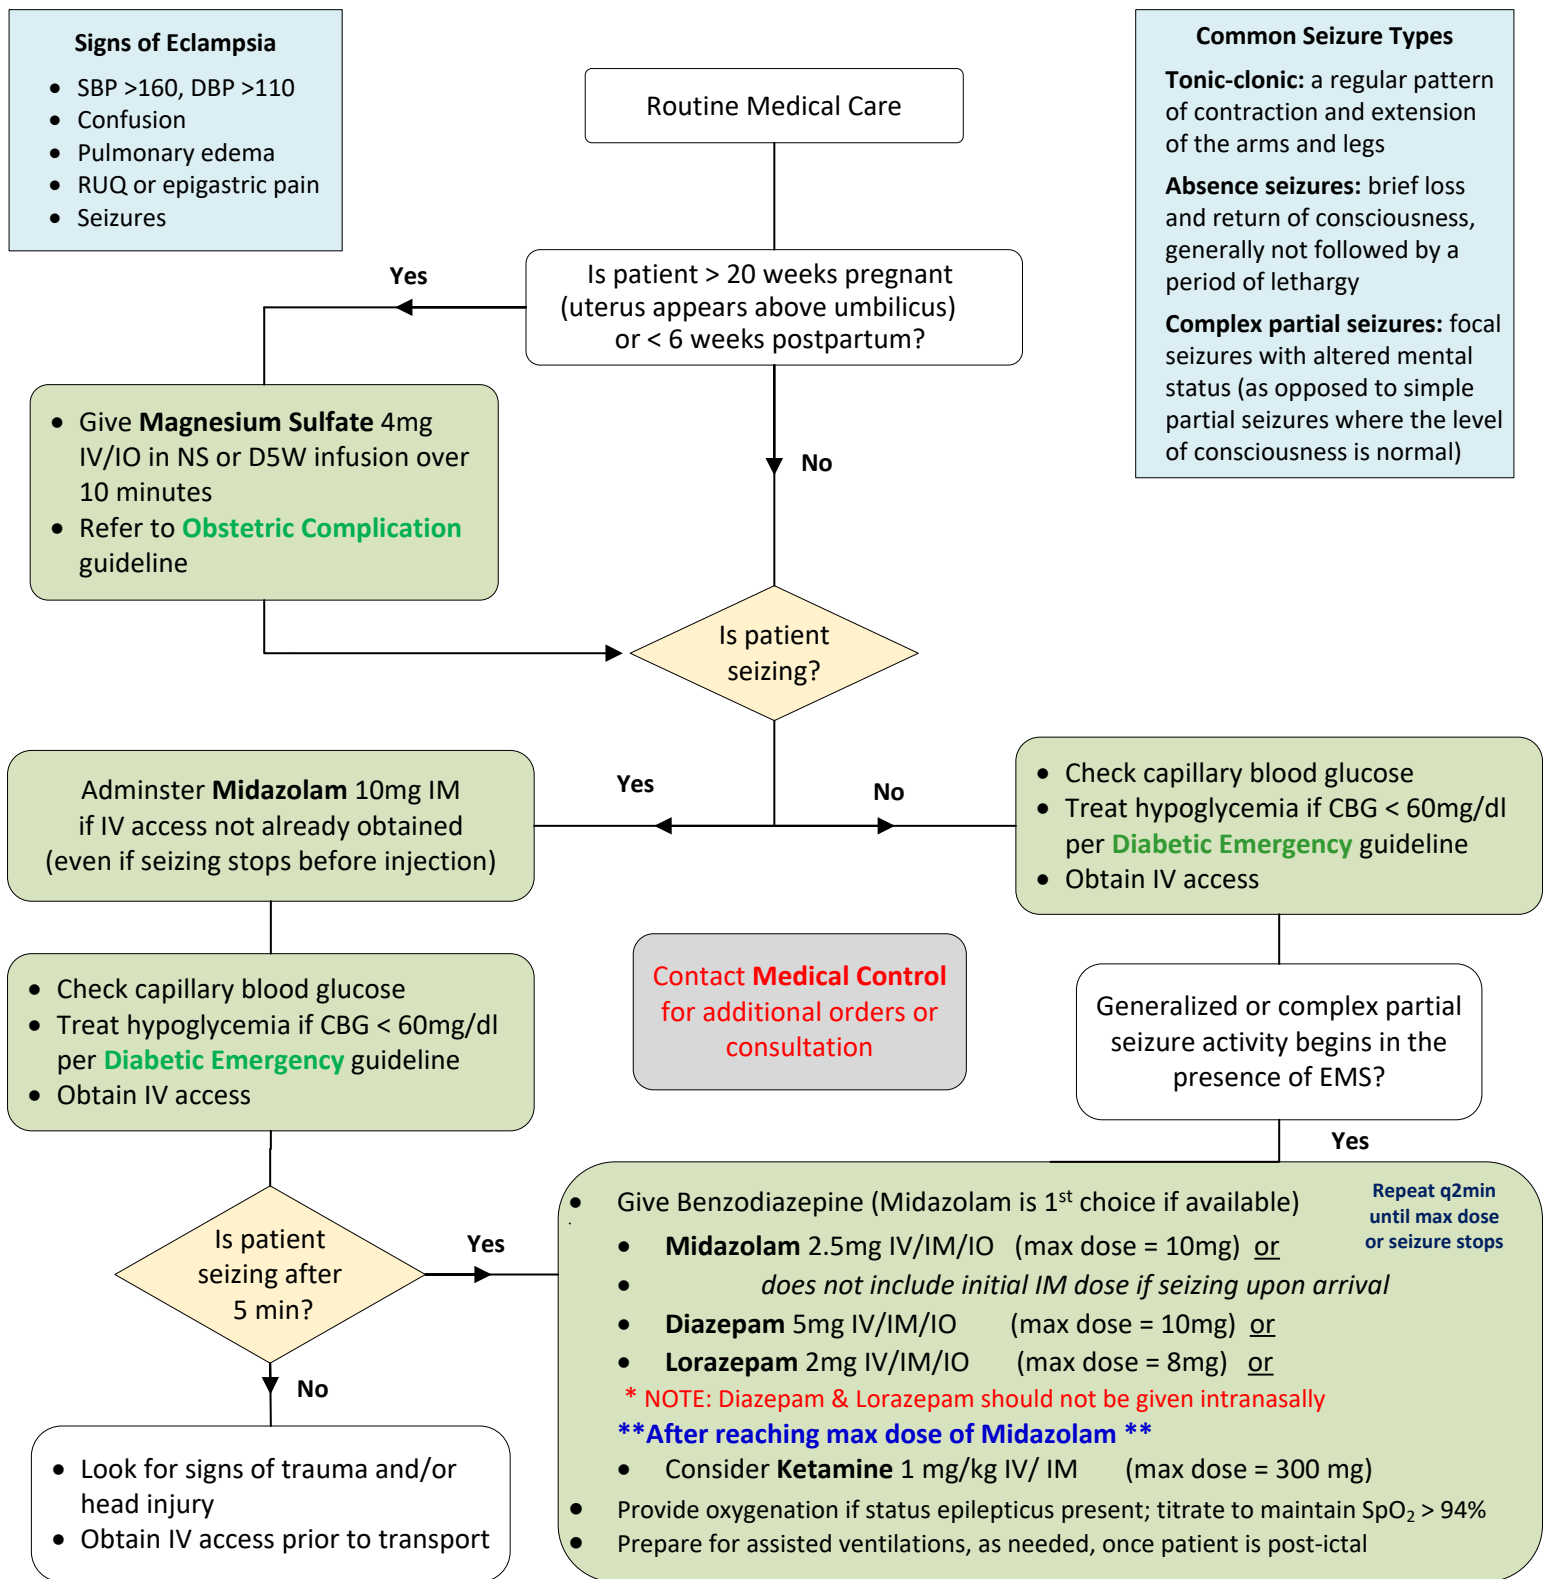 Signs of Eclampsia
• SBP >160, DBP >110
• Confusion
• Pulmonary edema
• RUQ or epigastric pain
• Seizures
Routine Medical Care
Common Seizure Types
Tonic-clonic: a regular pattern
of contraction and extension
of the arms and legs
Absence seizures: brief loss
and return of consciousness,
generally not followed by a
period of lethargy
Complex partial seizures: focal
seizures with altered mental
status (as opposed to simple
partial seizures where the level
of consciousness is normal)
Is patient > 20 weeks pregnant
(uterus appears above umbilicus)
or < 6 weeks postpartum?
Yes
• Give Magnesium Sulfate 4mg
IV/IO in NS or D5W infusion over
10 minutes
• Refer to Obstetric Complication
guideline
No
Is patient
seizing?
Yes
No
Adminster Midazolam 10mg IM
if IV access not already obtained
(even if seizing stops before injection)
• Check capillary blood glucose
• Treat hypoglycemia if CBG < 60mg/dl
per Diabetic Emergency guideline
• Obtain IV access
• Check capillary blood glucose
• Treat hypoglycemia if CBG < 60mg/dl
per Diabetic Emergency guideline
• Obtain IV access
Contact Medical Control
for additional orders or
consultation
Generalized or complex partial
seizure activity begins in the
presence of EMS?
Yes
Is patient
seizing after
5 min?
Yes
No
• Look for signs of trauma and/or
head injury
• Obtain IV access prior to transport
• Give Benzodiazepine (Midazolam is 1st choice if available)
Repeat q2min
until max dose
or seizure stops
• Midazolam 2.5mg IV/IM/IO (max dose = 10mg) or
• does not include initial IM dose if seizing upon arrival
• Diazepam 5mg IV/IM/IO (max dose = 10mg) or
• Lorazepam 2mg IV/IM/IO (max dose = 8mg) or
* NOTE: Diazepam & Lorazepam should not be given intranasally
**After reaching max dose of Midazolam **
• Consider Ketamine 1 mg/kg IV/ IM (max dose = 300 mg)
• Provide oxygenation if status epilepticus present; titrate to maintain SpO₂ > 94%
• Prepare for assisted ventilations, as needed, once patient is post-ictal